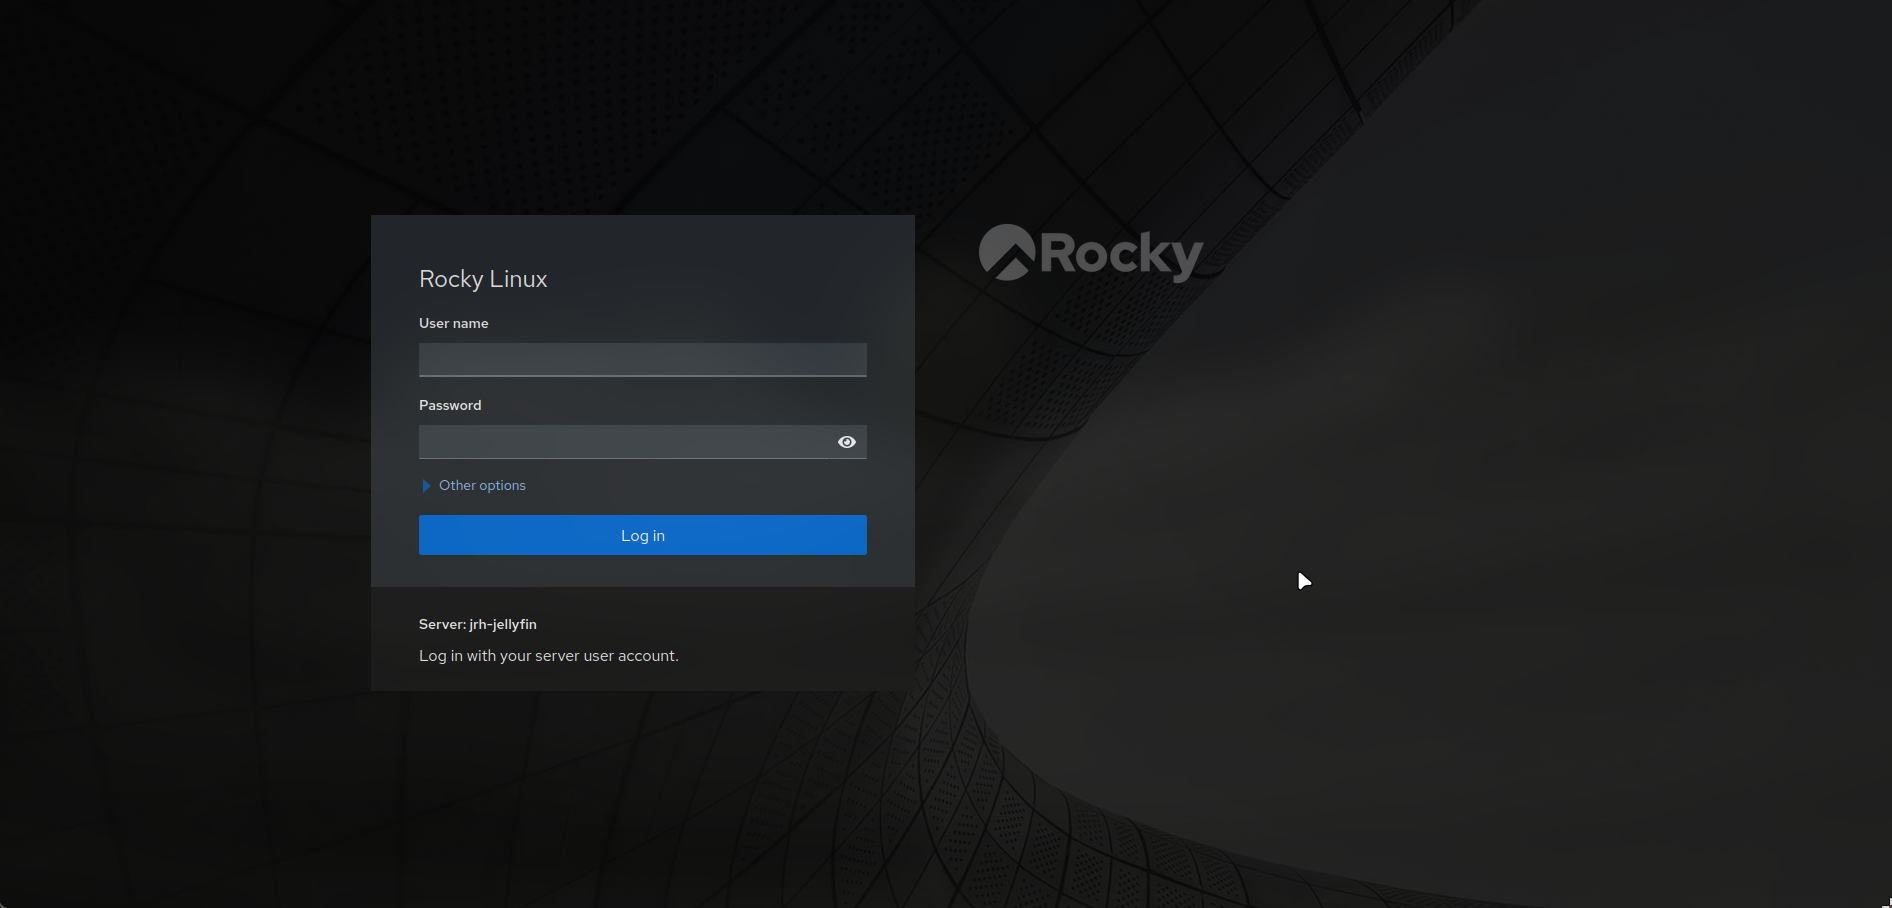 Rocky Linux
Rocky
User name
Password
Other options
Log in
Server: jrh-jellyfin
Log in with your server user account.